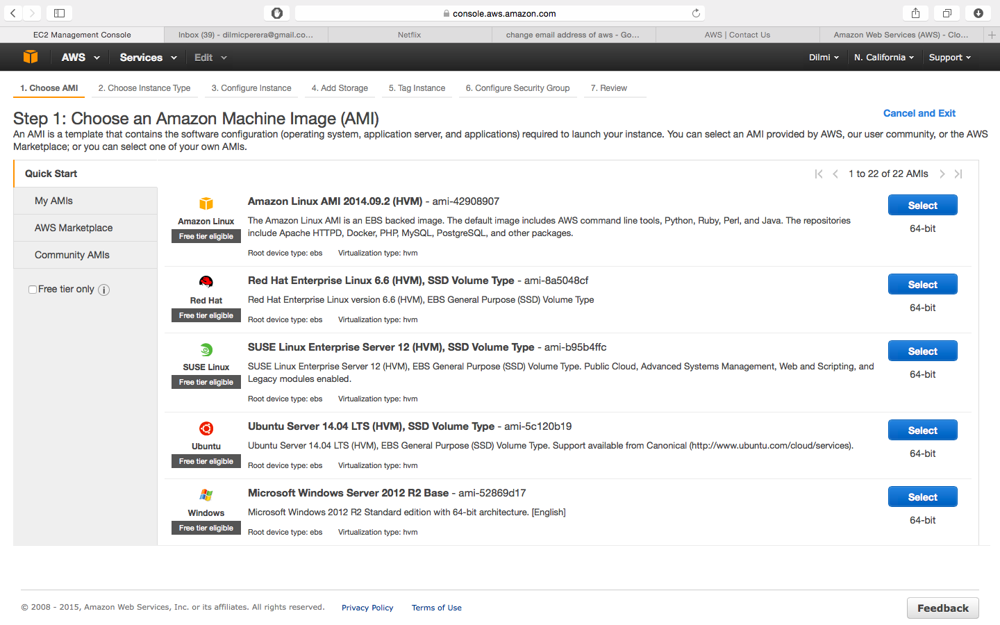 console.aws.amazon.com
EC2 Management Console
Inbox (39) - dilmicperera@gmail.co...
Netflix
change email address of aws - Go...
AWS | Contact Us
Amazon Web Services (AWS) - Clo...
AWS
Services
Edit
Dilmi
N. California
Support
1. Choose AMI
2. Choose Instance Type
3. Configure Instance
4. Add Storage
5. Tag Instance
6. Configure Security Group
7. Review
Step 1: Choose an Amazon Machine Image (AMI)
Cancel and Exit
An AMI is a template that contains the software configuration (operating system, application server, and applications) required to launch your instance. You can select an AMI provided by AWS, our user community, or the AWS
Marketplace; or you can select one of your own AMIs.
Quick Start
My AMIs
AWS Marketplace
Community AMIs
Free tier only
1 to 22 of 22 AMIs
Amazon Linux
Free tier eligible
Amazon Linux AMI 2014.09.2 (HVM) - ami-42908907
The Amazon Linux AMI is an EBS backed image. The default image includes AWS command line tools, Python, Ruby, Perl, and Java. The repositories
include Apache HTTPD, Docker, PHP, MySQL, PostgreSQL, and other packages.
Root device type: ebs Virtualization type: hvm
Select
64-bit
Red Hat
Free tier eligible
Red Hat Enterprise Linux 6.6 (HVM), SSD Volume Type - ami-8a5048cf
Red Hat Enterprise Linux version 6.6 (HVM), EBS General Purpose (SSD) Volume Type
Root device type: ebs Virtualization type: hvm
Select
64-bit
SUSE Linux
Free tier eligible
SUSE Linux Enterprise Server 12 (HVM), SSD Volume Type - ami-b95b4ffc
SUSE Linux Enterprise Server 12 (HVM), EBS General Purpose (SSD) Volume Type. Public Cloud, Advanced Systems Management, Web and Scripting, and
Legacy modules enabled.
Root device type: ebs Virtualization type: hvm
Select
64-bit
Ubuntu
Free tier eligible
Ubuntu Server 14.04 LTS (HVM), SSD Volume Type - ami-5c120b19
Ubuntu Server 14.04 LTS (HVM), EBS General Purpose (SSD) Volume Type. Support available from Canonical (http://www.ubuntu.com/cloud/services).
Root device type: ebs Virtualization type: hvm
Select
64-bit
Windows
Free tier eligible
Microsoft Windows Server 2012 R2 Base - ami-52869d17
Microsoft Windows 2012 R2 Standard edition with 64-bit architecture. [English]
Root device type: ebs Virtualization type: hvm
Select
64-bit
© 2008 - 2015, Amazon Web Services, Inc. or its affiliates. All rights reserved.
Privacy Policy
Terms of Use
Feedback